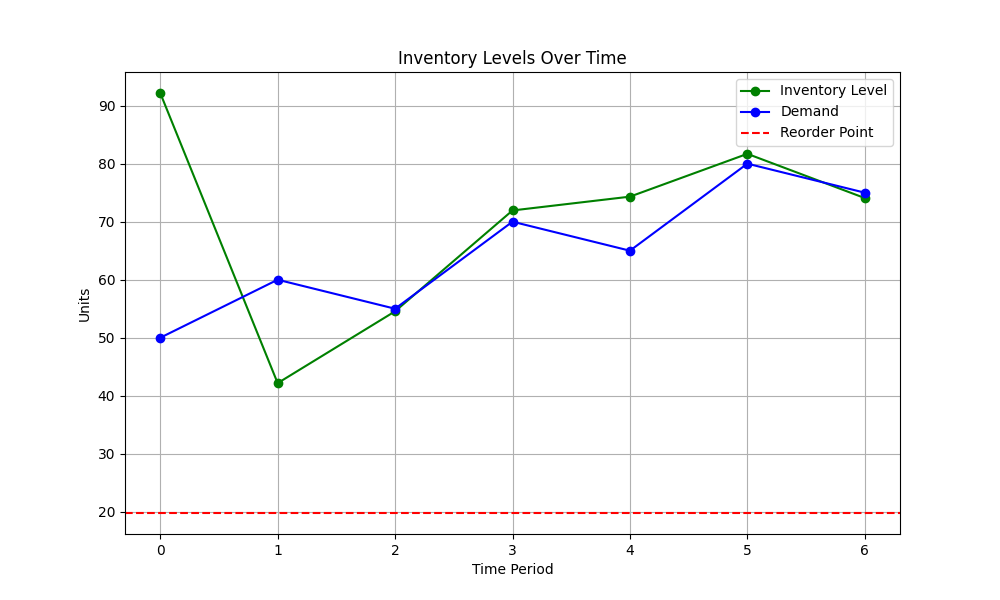 Inventory Levels Over Time
Inventory Level
Demand
Reorder Point
90
80
70
60
50
40
30
20
Units
0 1 2 3 4 5 6
Time Period